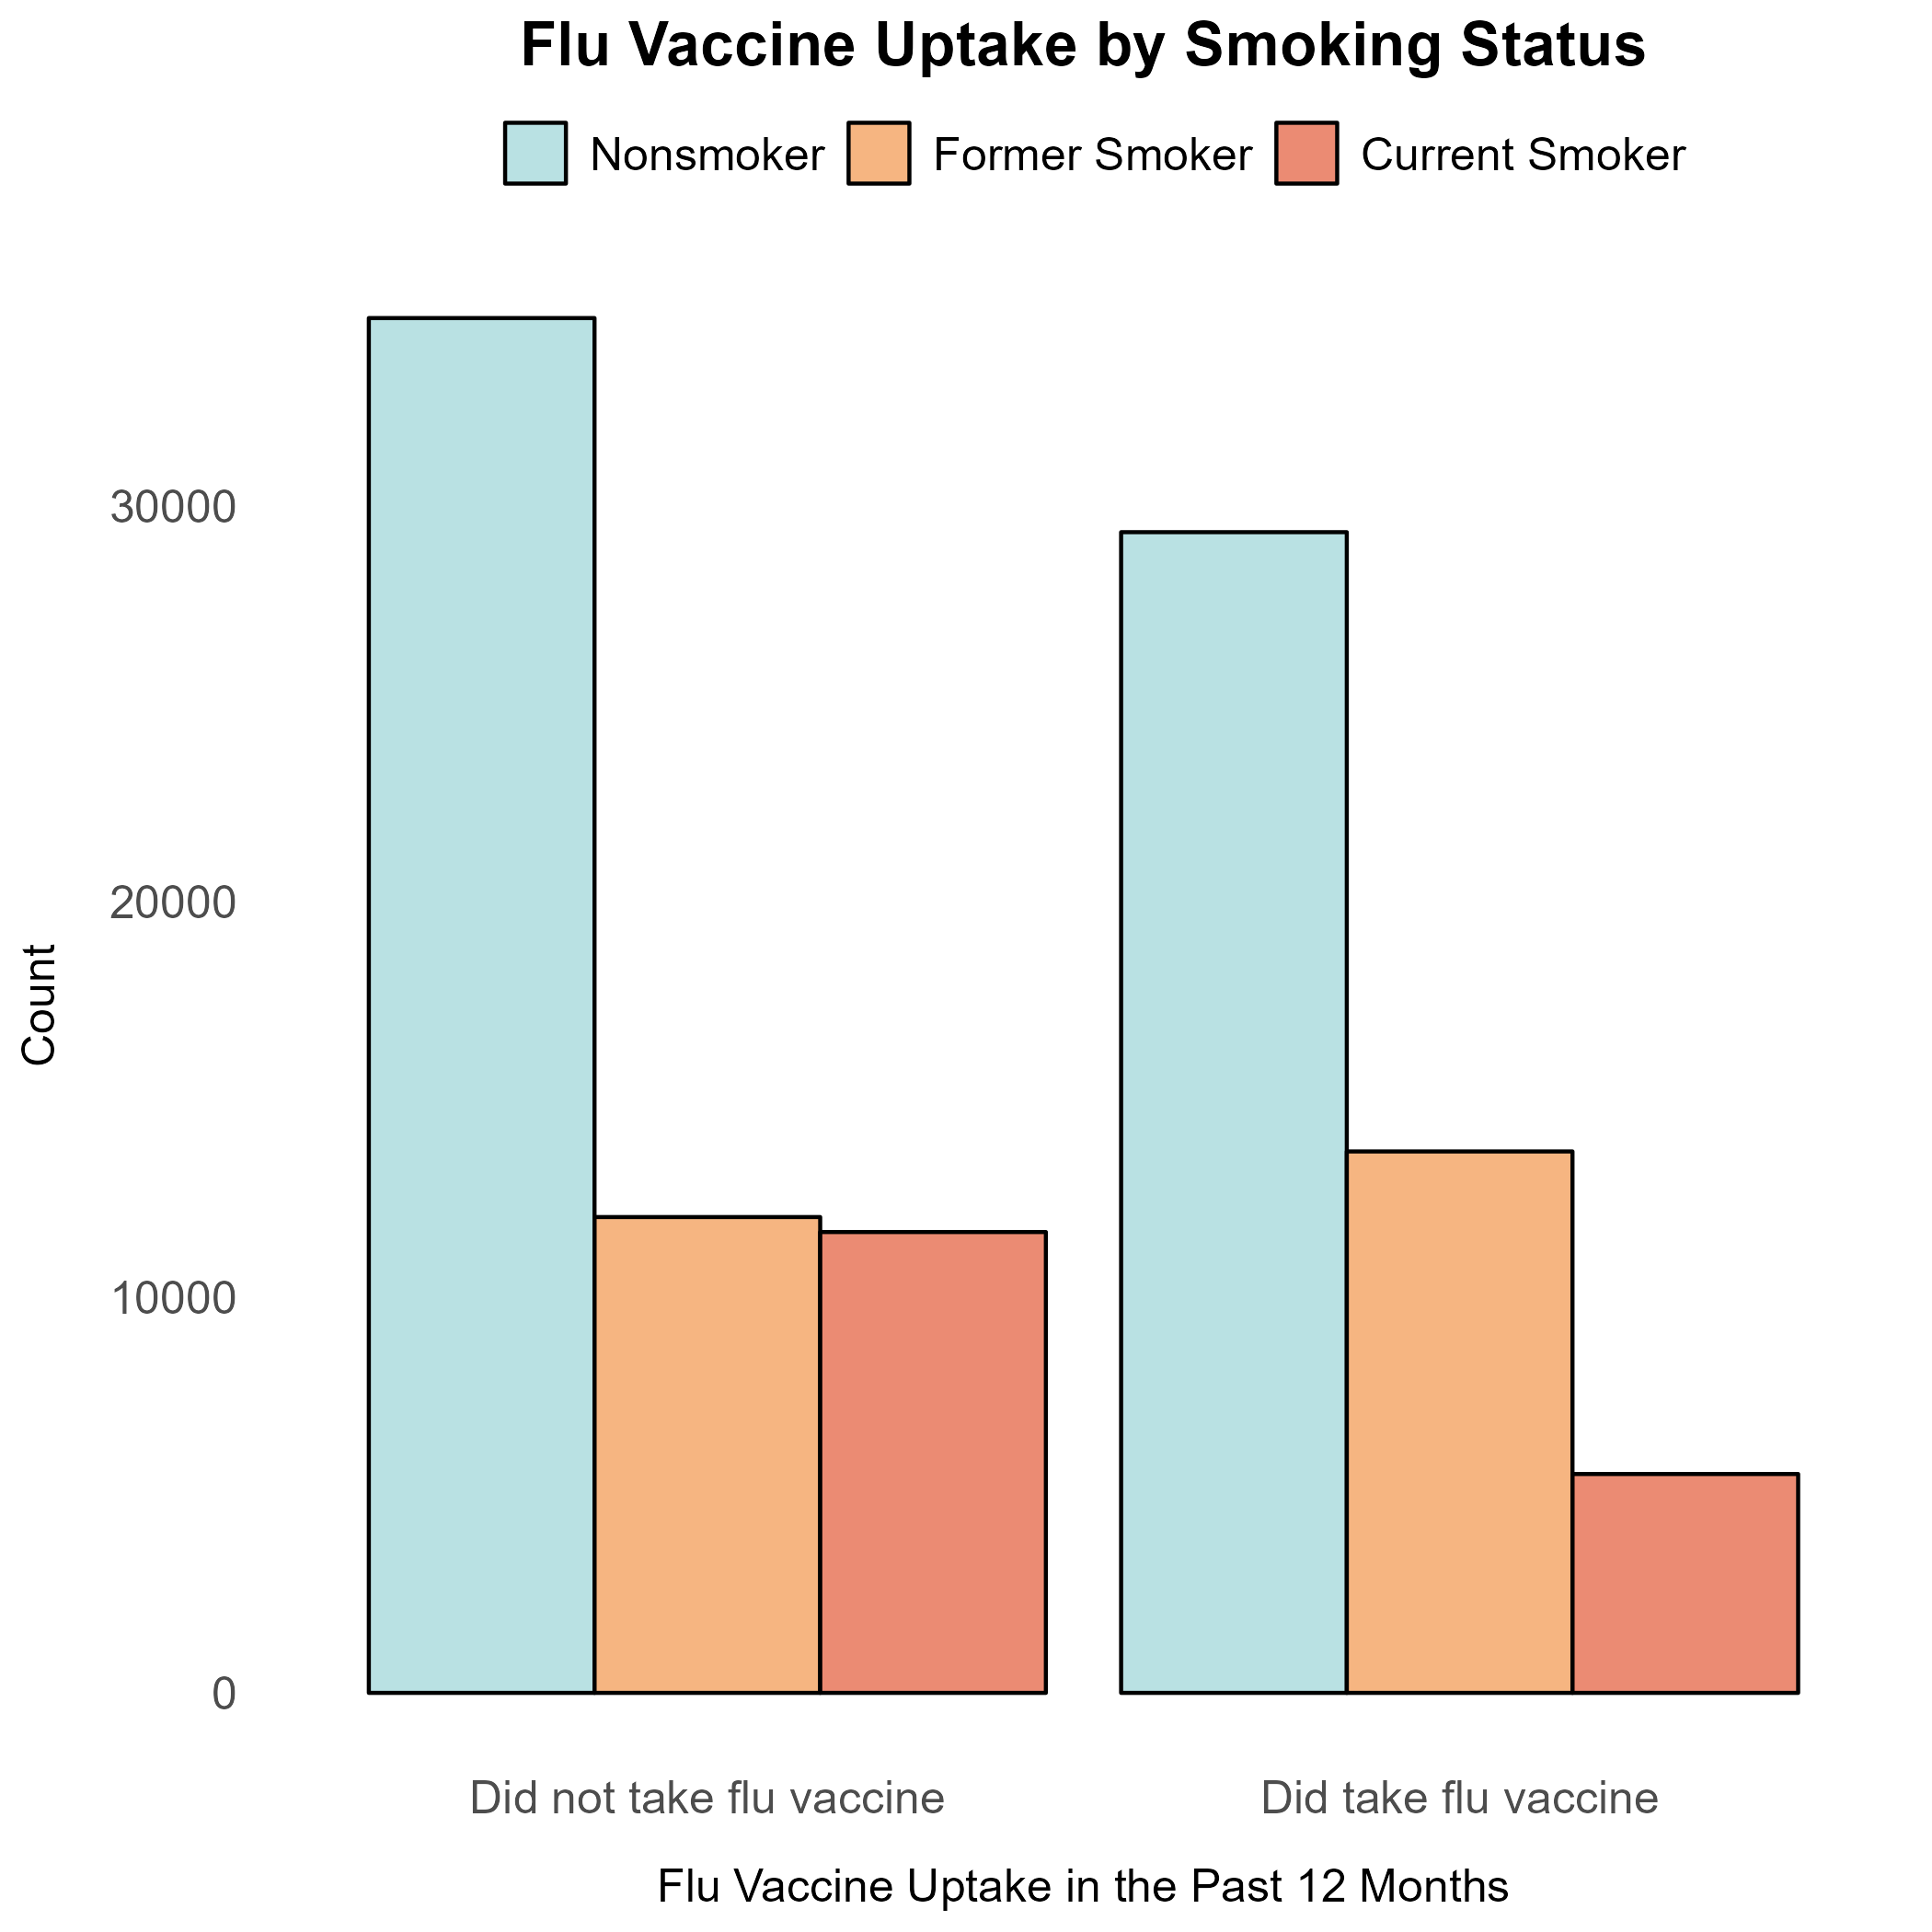 Flu Vaccine Uptake by Smoking Status
Nonsmoker Former Smoker Current Smoker
30000
20000
10000
0
Count
Did not take flu vaccine Did take flu vaccine
Flu Vaccine Uptake in the Past 12 Months